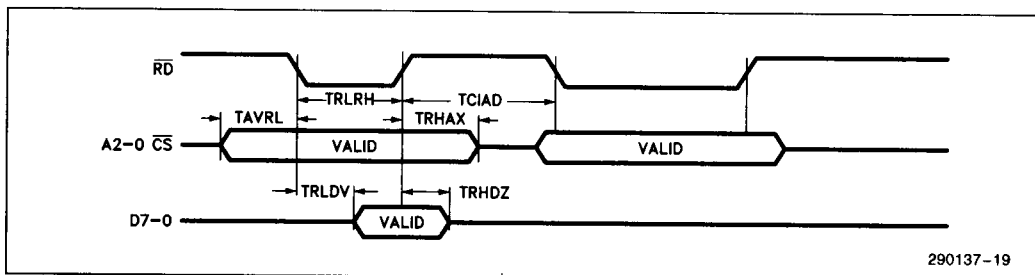 RD
TRLRH
TCIAD
TAVRL
TRHAX
A2-0 CS
VALID
VALID
TRLDV
TRHDZ
D7-0
VALID
290137-19